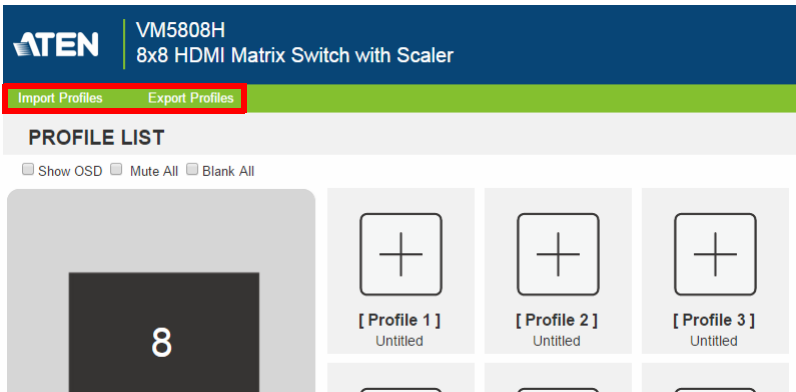 ATEN
VM5808H
8x8 HDMI Matrix Switch with Scaler
Import Profiles Export Profiles
PROFILE LIST
Show OSD Mute All Blank All
8
[ Profile 1 ] [ Profile 2 ] [ Profile 3 ]
Untitled Untitled Untitled